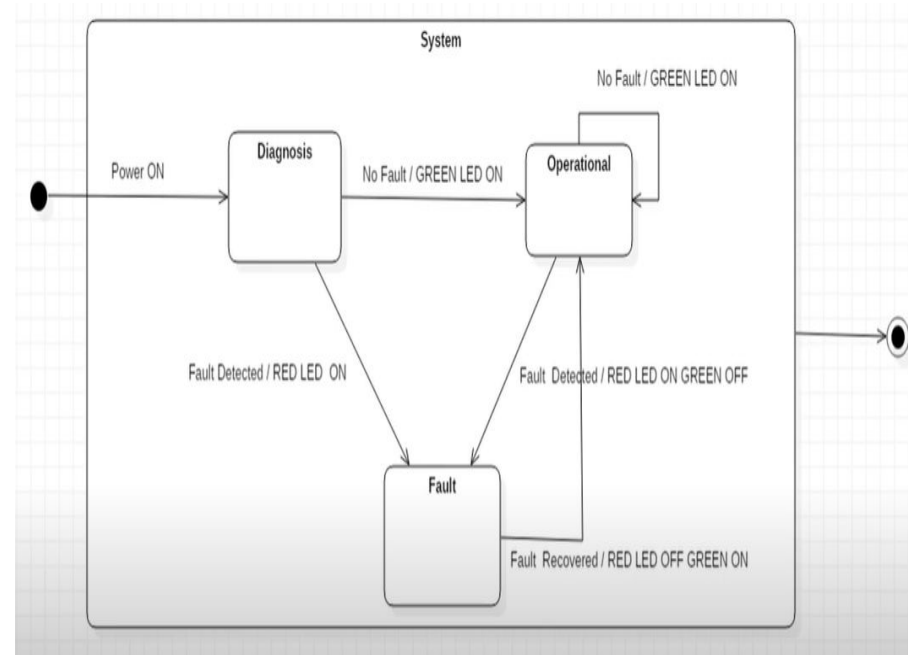 System
No Fault / GREEN LED ON
Power ON
Diagnosis
No Fault / GREEN LED ON
Operational
Fault Detected / RED LED  ON
Fault  Detected / RED LED ON GREEN OFF
Fault
Fault  Recovered / RED LED OFF GREEN ON